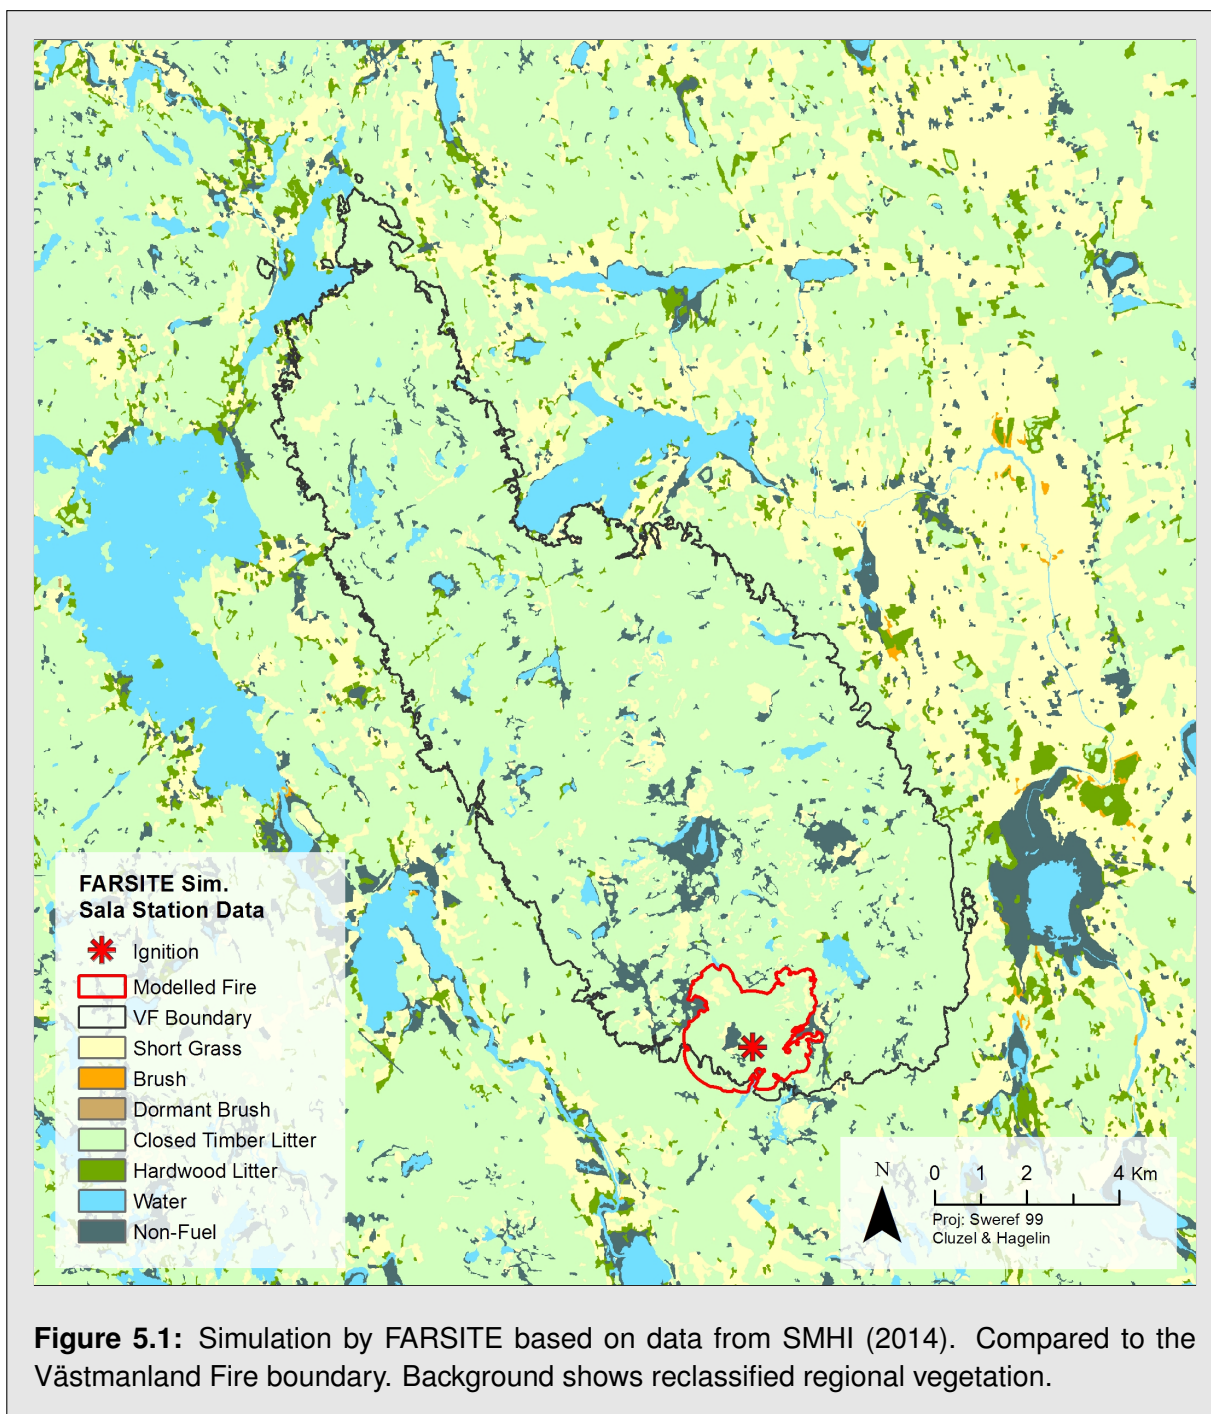 FARSITE Sim.
Sala Station Data
Ignition
Modelled Fire
VF Boundary
Short Grass
Brush
Dormant Brush
Closed Timber Litter
Hardwood Litter
Water
Non-Fuel
N
0 1 2 4 Km
Proj: Sweref 99
Cluzel & Hagelin
Figure 5.1: Simulation by FARSITE based on data from SMHI (2014). Compared to the
Västmanland Fire boundary. Background shows reclassified regional vegetation.